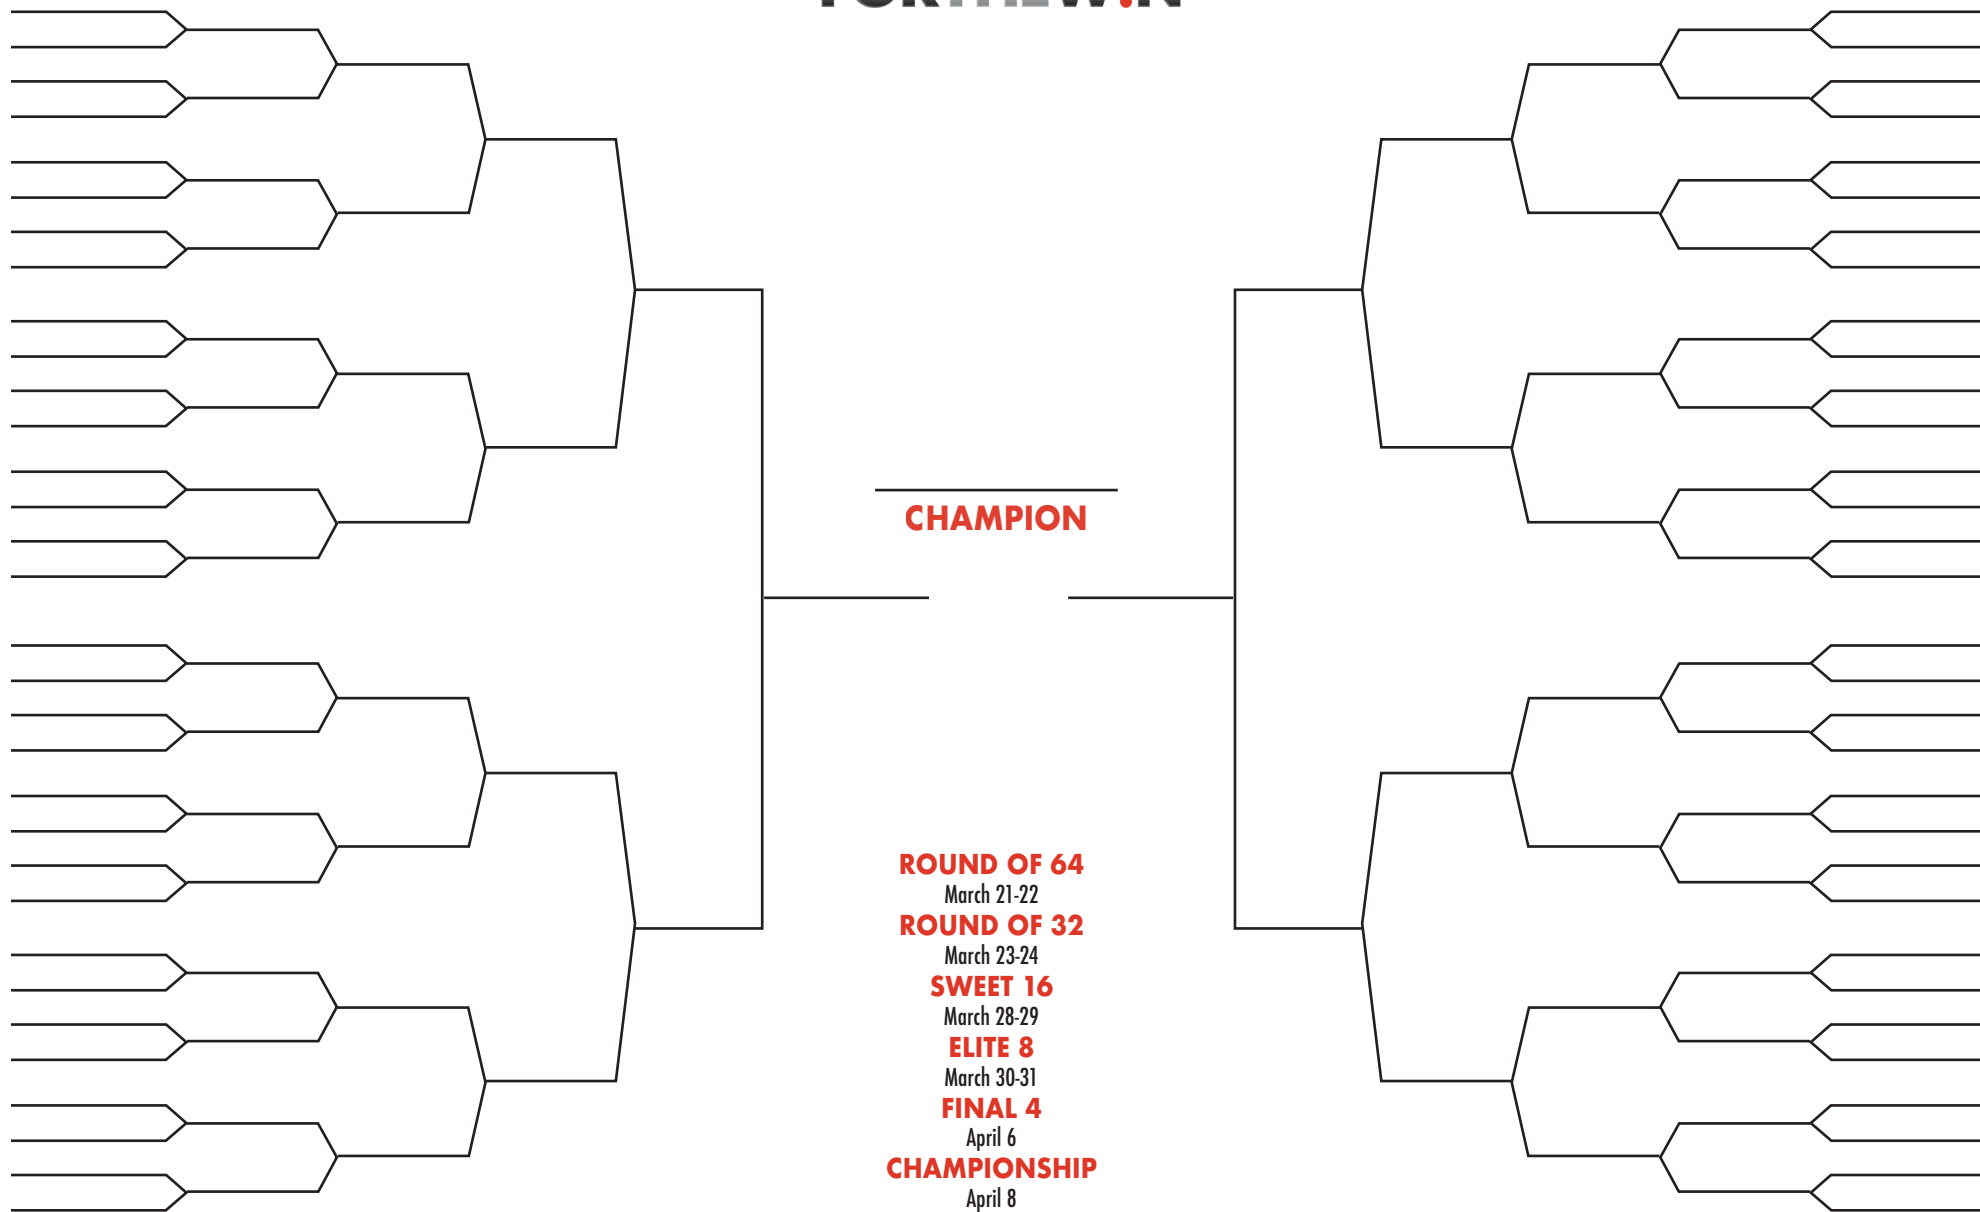 FORTHEW!N
CHAMPION
ROUND OF 64
March 21-22
ROUND OF 32
March 23-24
SWEET 16
March 28-29
ELITE 8
March 30-31
FINAL 4
April 6
CHAMPIONSHIP
April 8